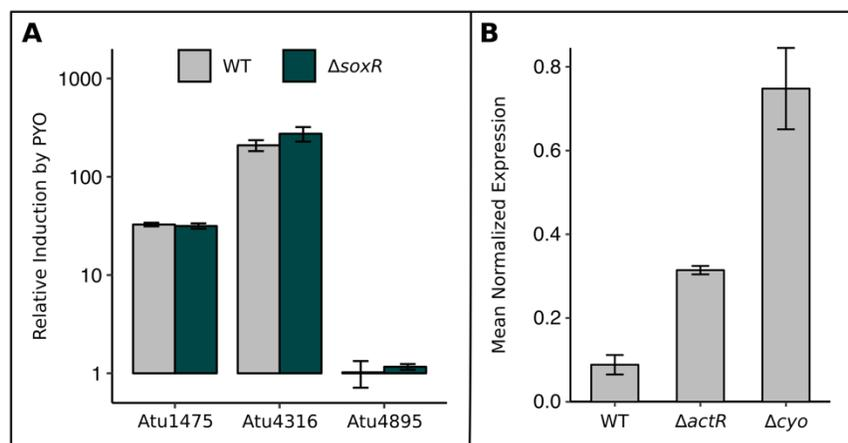 A
WT
ΔsoxR
Relative Induction by PYO
1000
100
10
1
Atu1475
Atu4316
Atu4895
B
Mean Normalized Expression
0.8
0.6
0.4
0.2
0.0
WT
ΔactR
Δcyo